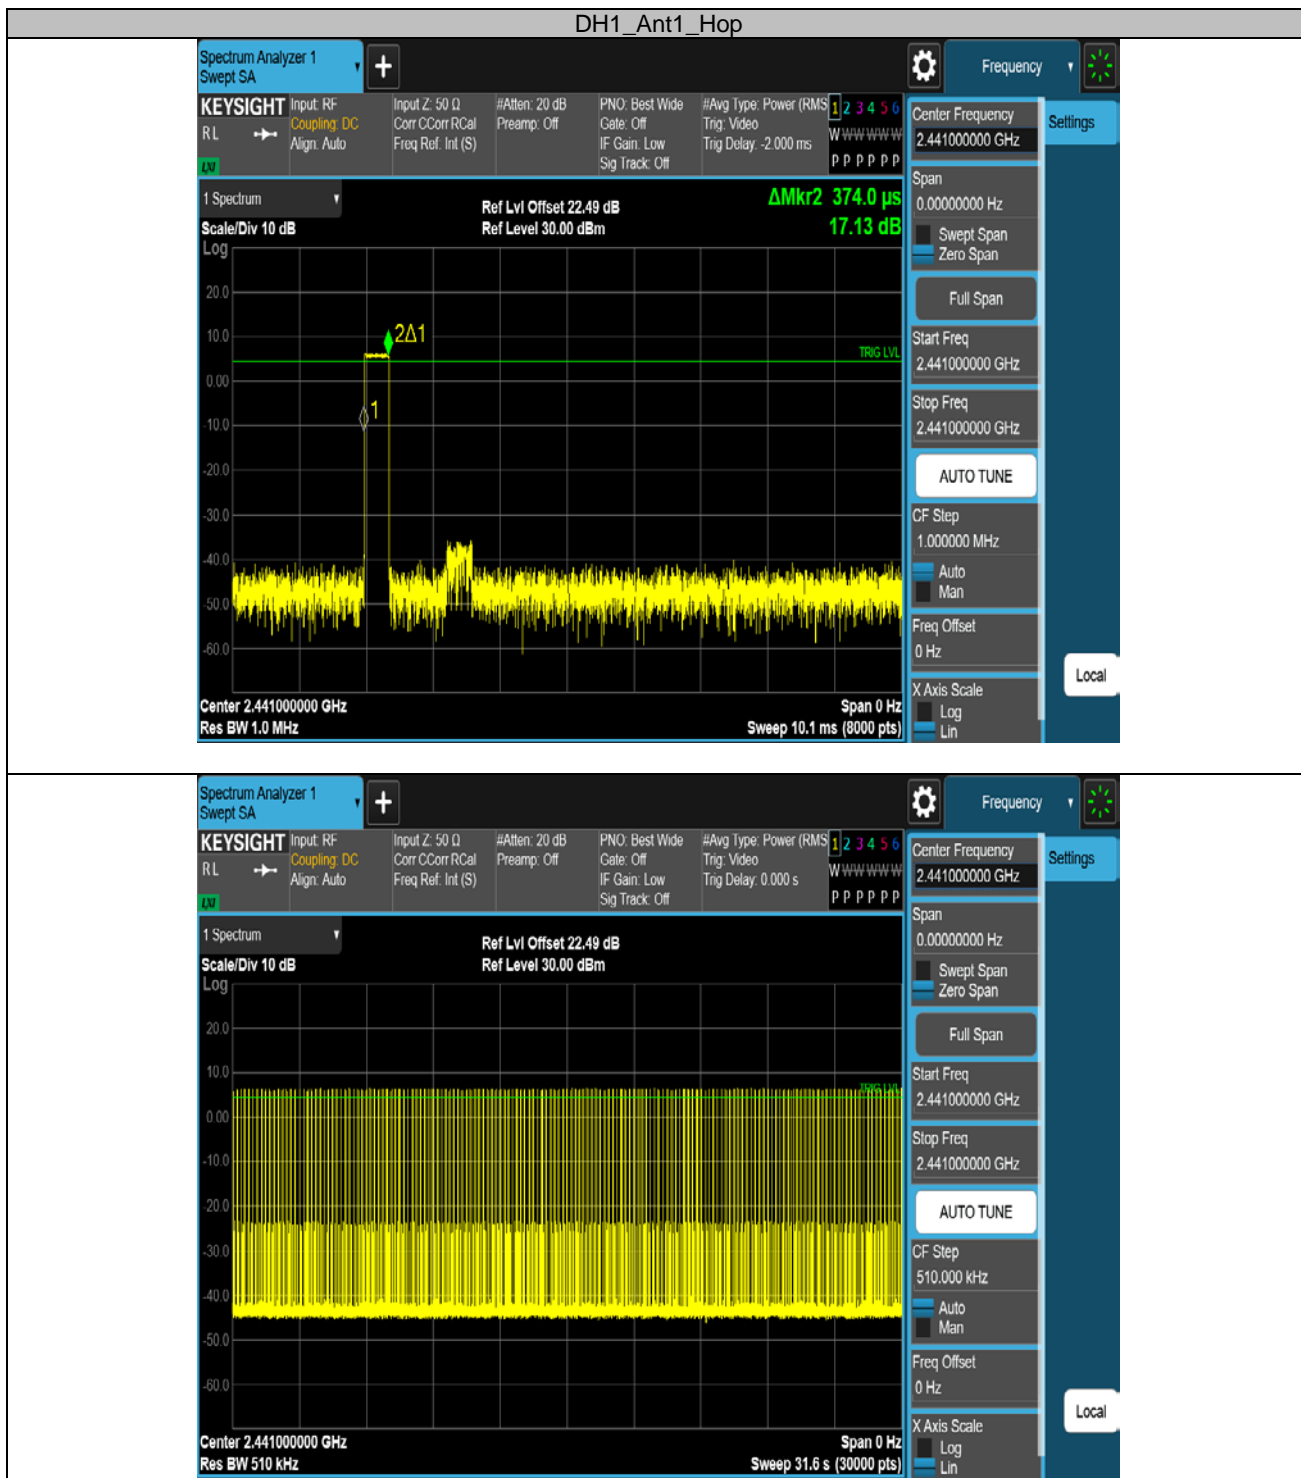 DH1_Ant1_Hop
Spectrum Analyzer 1
Swept SA
+
Frequency
KEYSIGHT
RL
LXI
Input: RF
Coupling: DC
Align: Auto
Input Z: 50 Ω
Corr CCorr RCal
Freq Ref: Int (S)
#Atten: 20 dB
Preamp: Off
PNO: Best Wide
Gate: Off
IF Gain: Low
Sig Track: Off
#Avg Type: Power (RMS
Trig: Video
Trig Delay: -2.000 ms
1 2 3 4 5 6
W W W W W W
P P P P P P
Center Frequency
2.441000000 GHz
Settings
1 Spectrum
Scale/Div 10 dB
Log
Ref Lvl Offset 22.49 dB
Ref Level 30.00 dBm
ΔMkr2 374.0 µs
17.13 dB
20.0
10.0
0.00
-10.0
-20.0
-30.0
-40.0
-50.0
-60.0
2Δ1
1
TRIG LVL
Center 2.441000000 GHz
Res BW 1.0 MHz
Span 0 Hz
Sweep 10.1 ms (8000 pts)
Span
0.00000000 Hz
Swept Span
Zero Span
Full Span
Start Freq
2.441000000 GHz
Stop Freq
2.441000000 GHz
AUTO TUNE
CF Step
1.000000 MHz
Auto
Man
Freq Offset
0 Hz
X Axis Scale
Log
Lin
Local
Spectrum Analyzer 1
Swept SA
+
Frequency
KEYSIGHT
RL
LXI
Input: RF
Coupling: DC
Align: Auto
Input Z: 50 Ω
Corr CCorr RCal
Freq Ref: Int (S)
#Atten: 20 dB
Preamp: Off
PNO: Best Wide
Gate: Off
IF Gain: Low
Sig Track: Off
#Avg Type: Power (RMS
Trig: Video
Trig Delay: 0.000 s
1 2 3 4 5 6
W W W W W W
P P P P P P
Center Frequency
2.441000000 GHz
Settings
1 Spectrum
Scale/Div 10 dB
Log
Ref Lvl Offset 22.49 dB
Ref Level 30.00 dBm
20.0
10.0
0.00
-10.0
-20.0
-30.0
-40.0
-50.0
-60.0
TRIG LVL
Center 2.441000000 GHz
Res BW 510 kHz
Span 0 Hz
Sweep 31.6 s (30000 pts)
Span
0.00000000 Hz
Swept Span
Zero Span
Full Span
Start Freq
2.441000000 GHz
Stop Freq
2.441000000 GHz
AUTO TUNE
CF Step
510.000 kHz
Auto
Man
Freq Offset
0 Hz
X Axis Scale
Log
Lin
Local